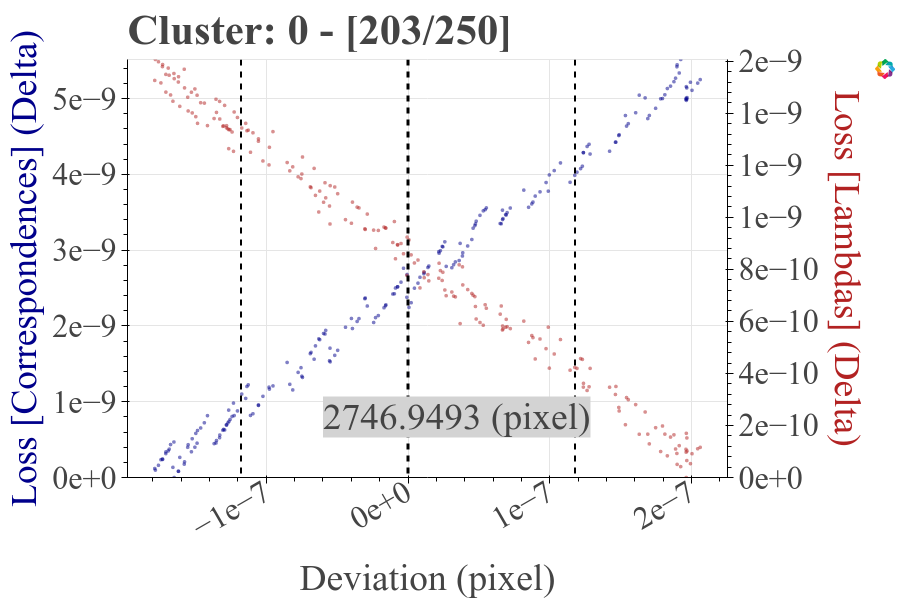 Cluster: 0 - [203/250]
Loss [Correspondences] (Delta)
5e−9
4e−9
3e−9
2e−9
1e−9
0e+0
2e−9
1e−9
1e−9
1e−9
8e−10
6e−10
4e−10
2e−10
0e+0
Loss [Lambdas] (Delta)
2746.9493 (pixel)
−1e−7
0e+0
1e−7
2e−7
Deviation (pixel)